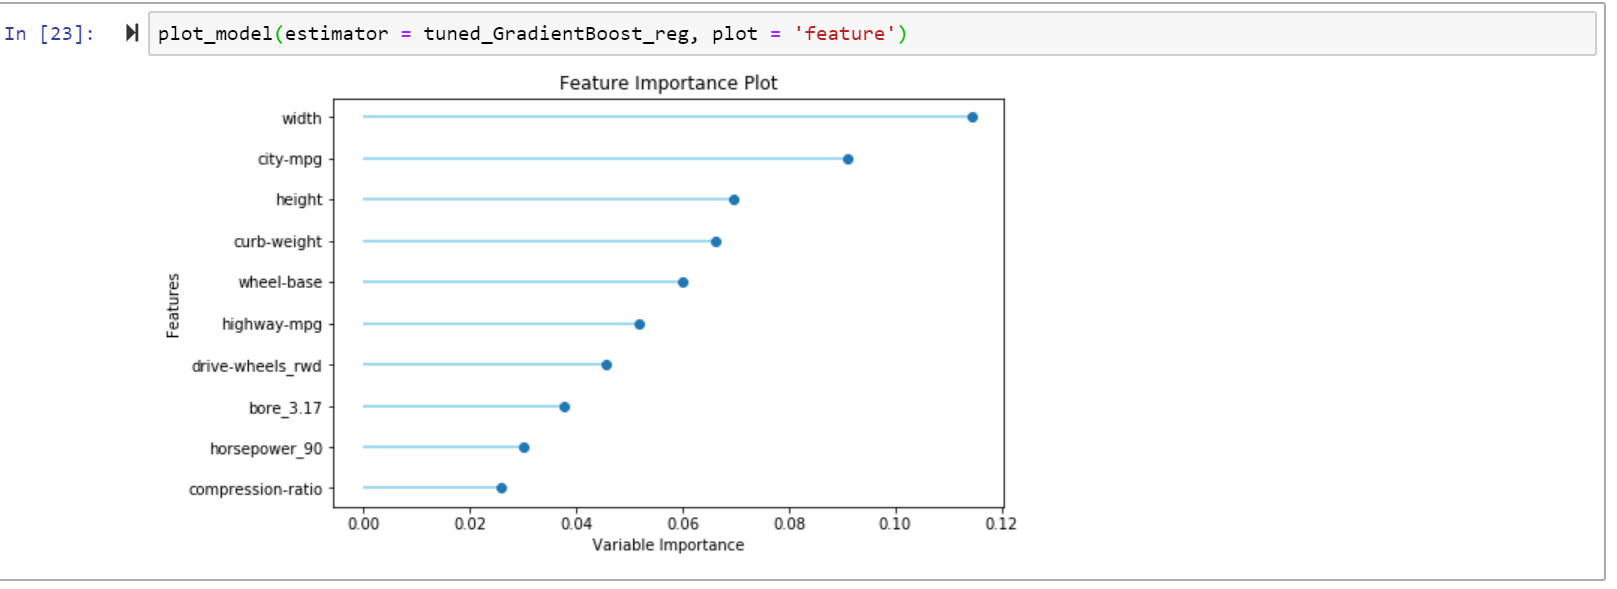 In [23]: plot_model(estimator = tuned_GradientBoost_reg, plot = 'feature')
Feature Importance Plot
width
city-mpg
height
curb-weight
wheel-base
highway-mpg
drive-wheels_rwd
bore_3.17
horsepower_90
compression-ratio
Features
0.00 0.02 0.04 0.06 0.08 0.10 0.12
Variable Importance